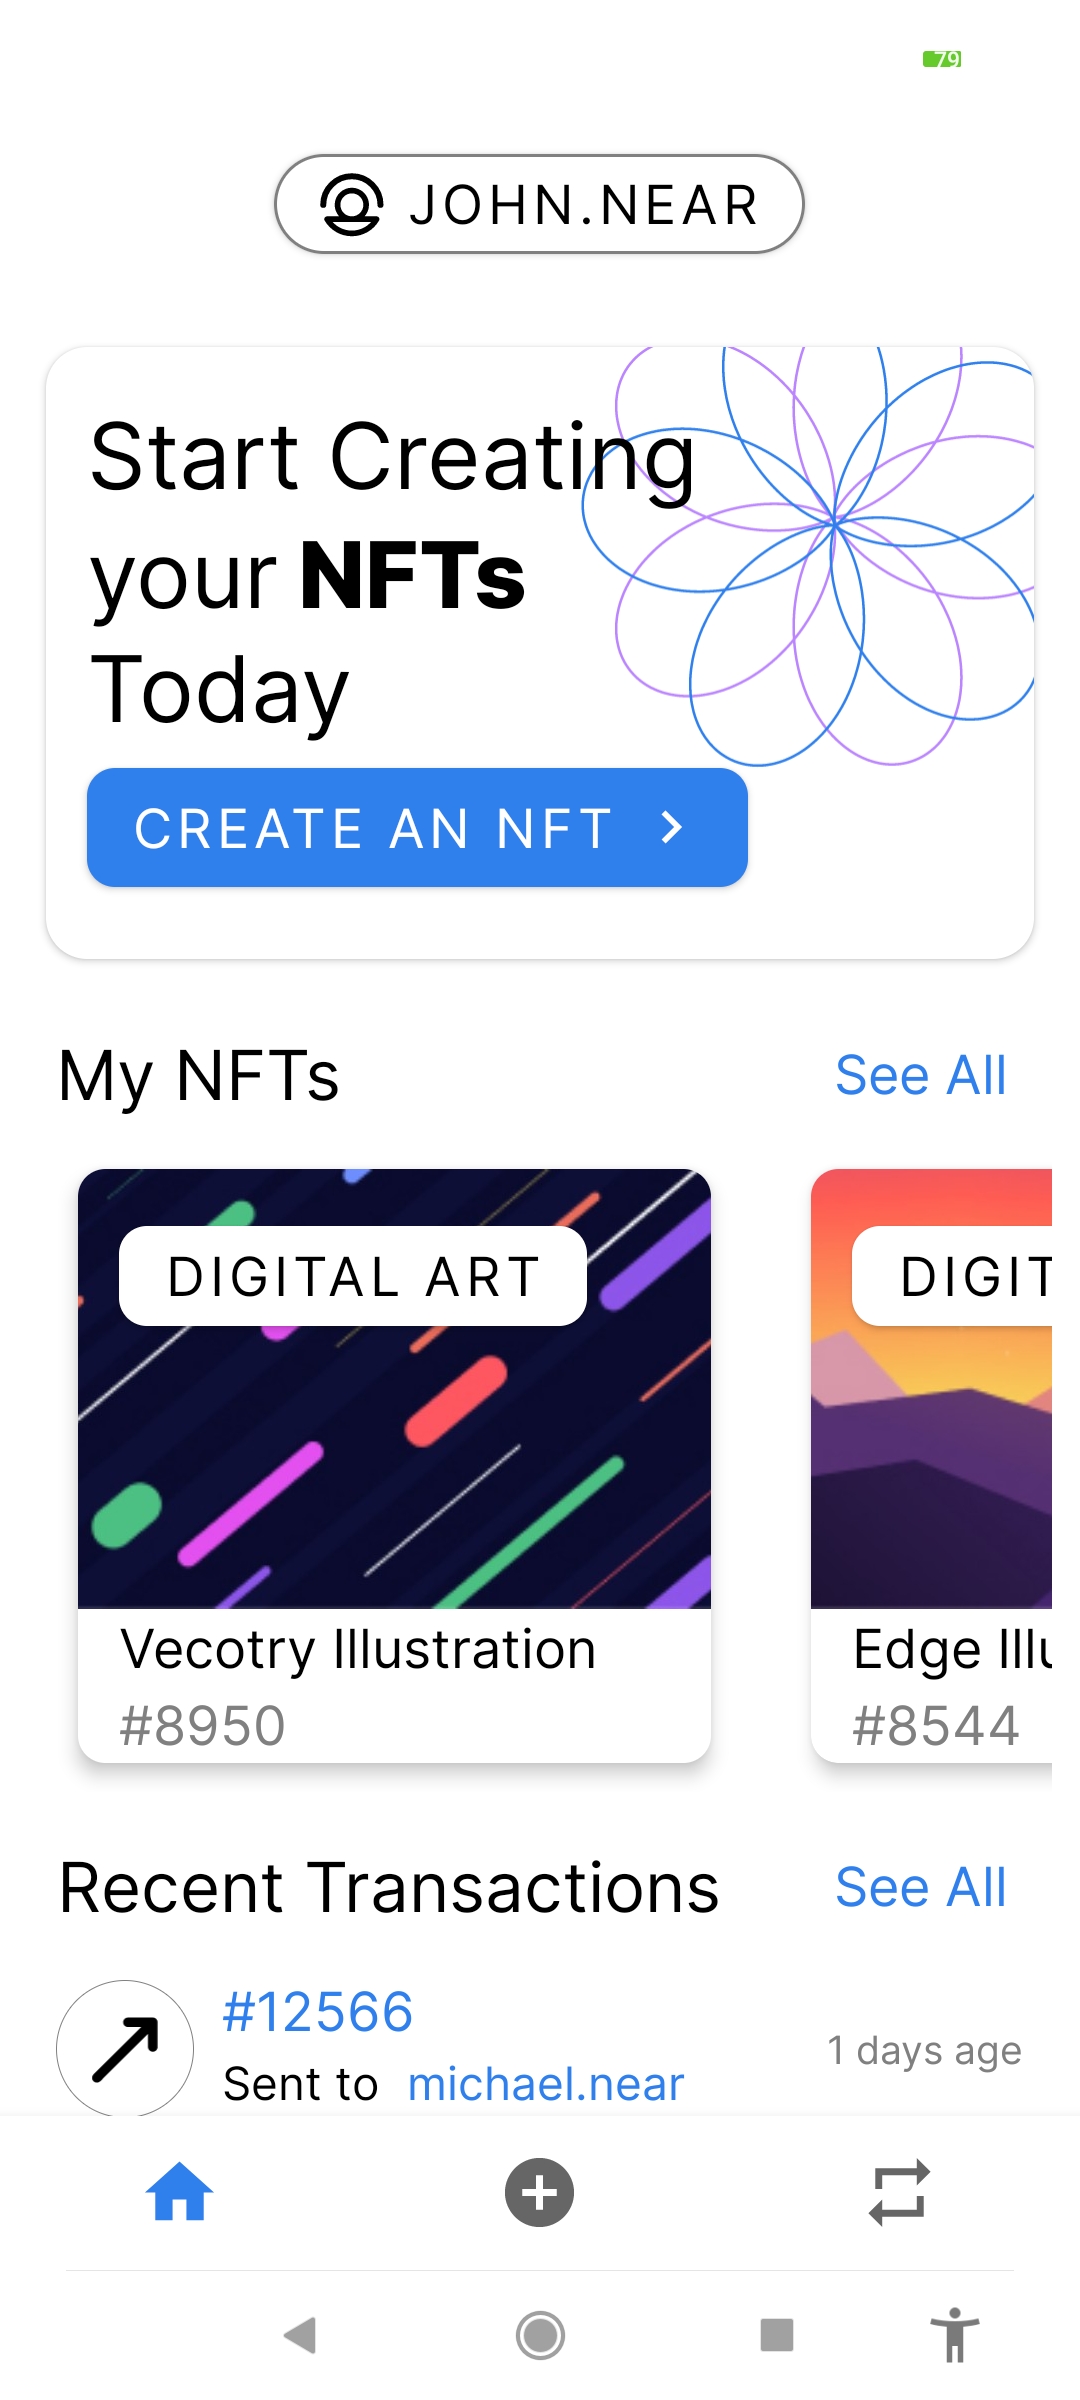 79
JOHN.NEAR
Start Creating
your NFTs
Today
CREATE AN NFT
My NFTs See All
DIGITAL ART DIGIT
Vecotry Illustration Edge Illu
#8950 #8544
Recent Transactions See All
#12566
1 days age
Sent to michael.near